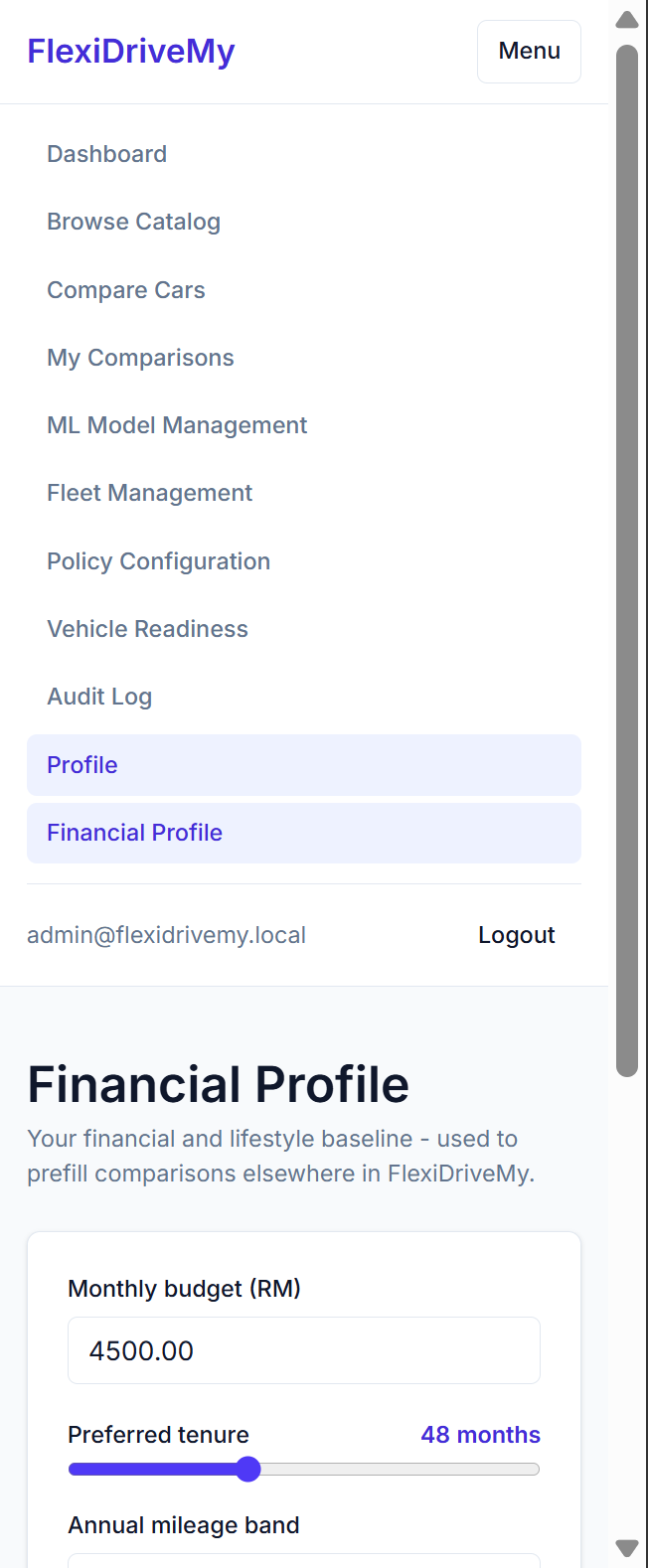 FlexiDriveMy
Menu
Dashboard
Browse Catalog
Compare Cars
My Comparisons
ML Model Management
Fleet Management
Policy Configuration
Vehicle Readiness
Audit Log
Profile
Financial Profile
admin@flexidrivemy.local
Logout
Financial Profile
Your financial and lifestyle baseline - used to
prefill comparisons elsewhere in FlexiDriveMy.
Monthly budget (RM)
4500.00
Preferred tenure
48 months
Annual mileage band